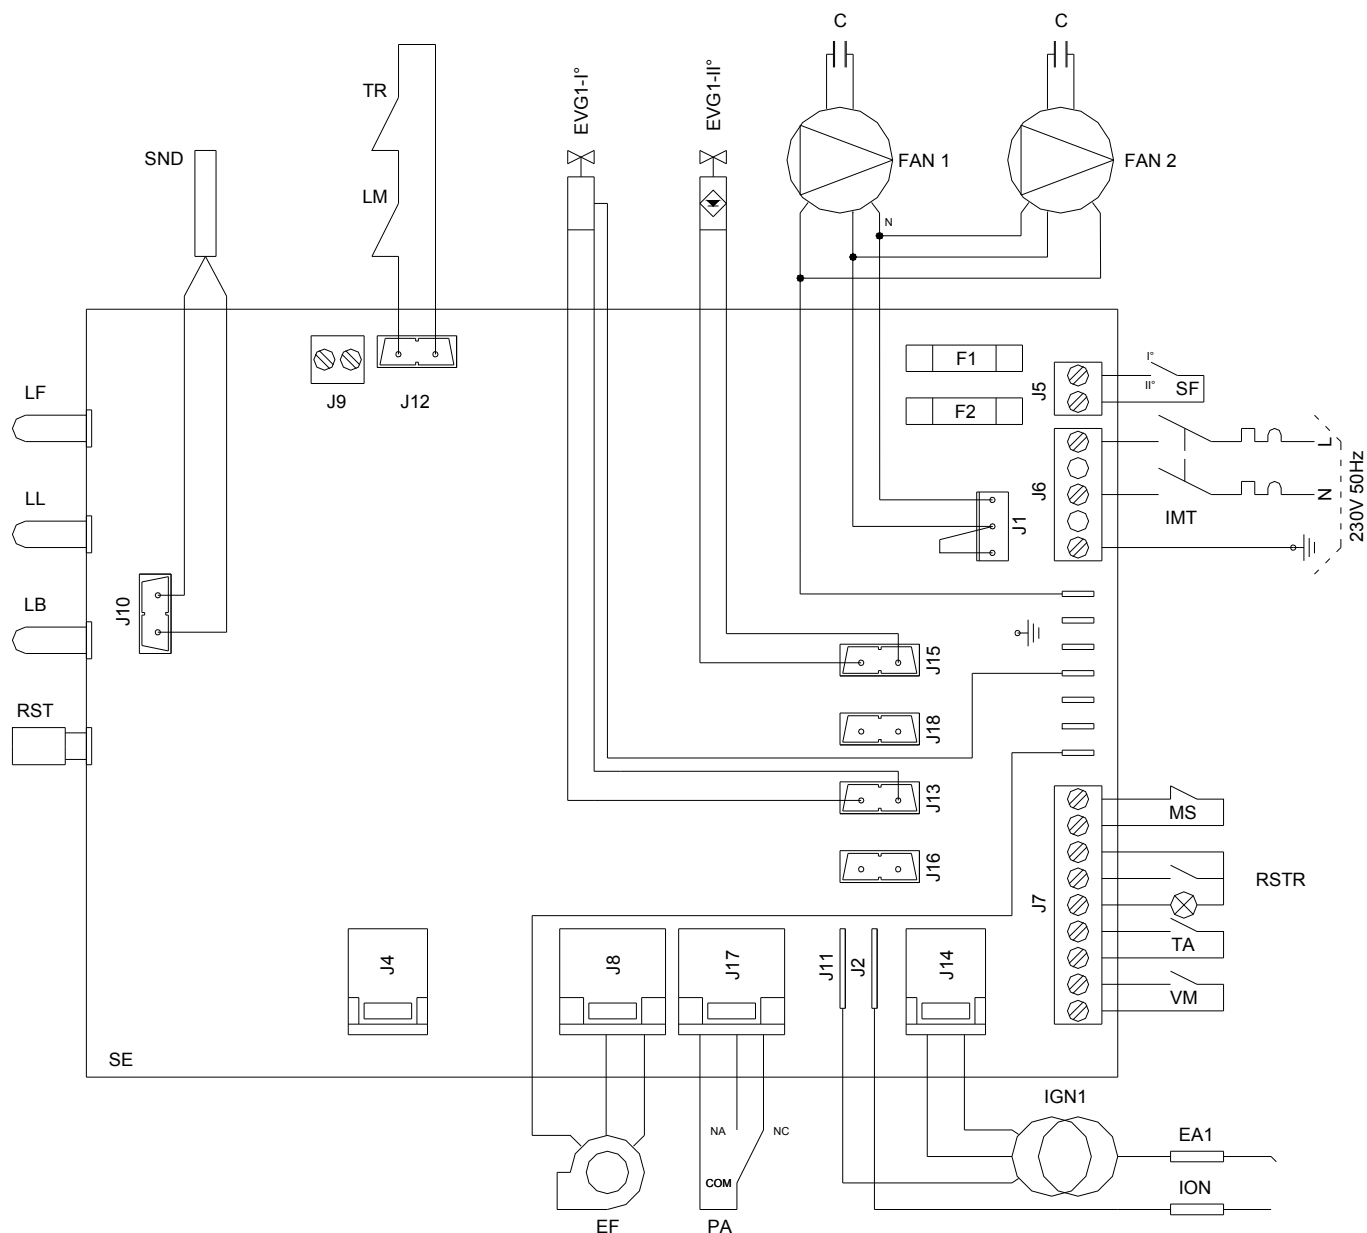 C
C
EVG1-I°
EVG1-II°
TR
SND
FAN 1
FAN 2
LM
N
F1
I°
II°
SF
J5
J9
J12
LF
F2
L
230V 50Hz
LL
J6
N
IMT
J1
LB
J10
J15
RST
J18
J13
MS
J16
RSTR
J7
TA
J4
J8
J17
J11
J2
J14
VM
SE
IGN1
NA
NC
EA1
COM
ION
EF
PA